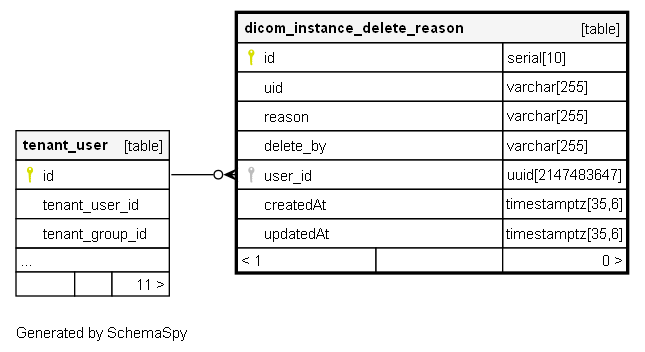 dicom_instance_delete_reason [table]
id serial[10]
uid varchar[255]
reason varchar[255]
delete_by varchar[255]
user_id uuid[2147483647]
createdAt timestamptz[35,6]
updatedAt timestamptz[35,6]
< 1 0 >
tenant_user [table]
id
tenant_user_id
tenant_group_id
...
11 >
Generated by SchemaSpy